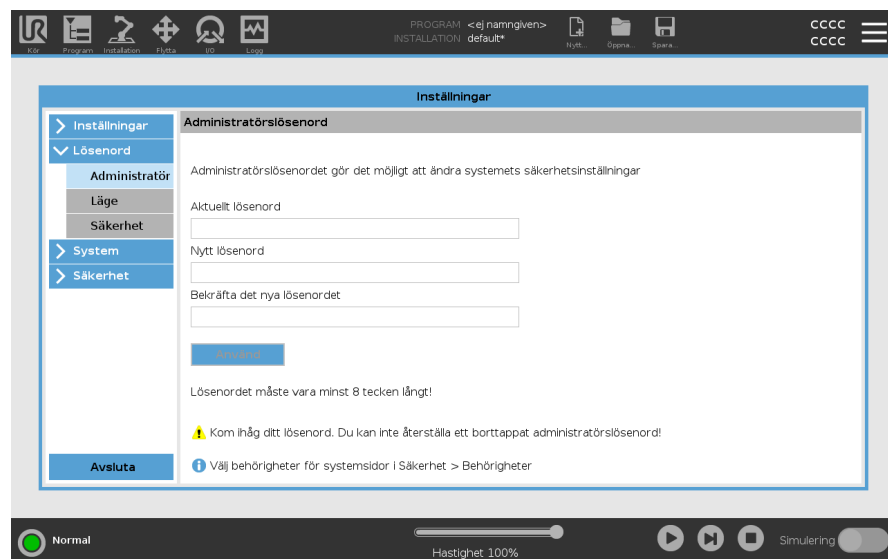 PROGRAM <ej namngiven>
INSTALLATION default*
CCCC
CCCC
UR
Kör
Program
Installation
Flytta
I/O
Logg
Nytt...
Öppna...
Spara...
Inställningar
Inställningar
Lösenord
Administratör
Läge
Säkerhet
System
Säkerhet
Avsluta
Administratörslösenord
Administratörslösenordet gör det möjligt att ändra systemets säkerhetsinställningar
Aktuellt lösenord
Nytt lösenord
Bekräfta det nya lösenordet
Använd
Lösenordet måste vara minst 8 tecken långt!
Kom ihåg ditt lösenord. Du kan inte återställa ett borttappat administratörslösenord!
Välj behörigheter för systemsidor i Säkerhet > Behörigheter
Normal
Hastighet 100%
Simulering